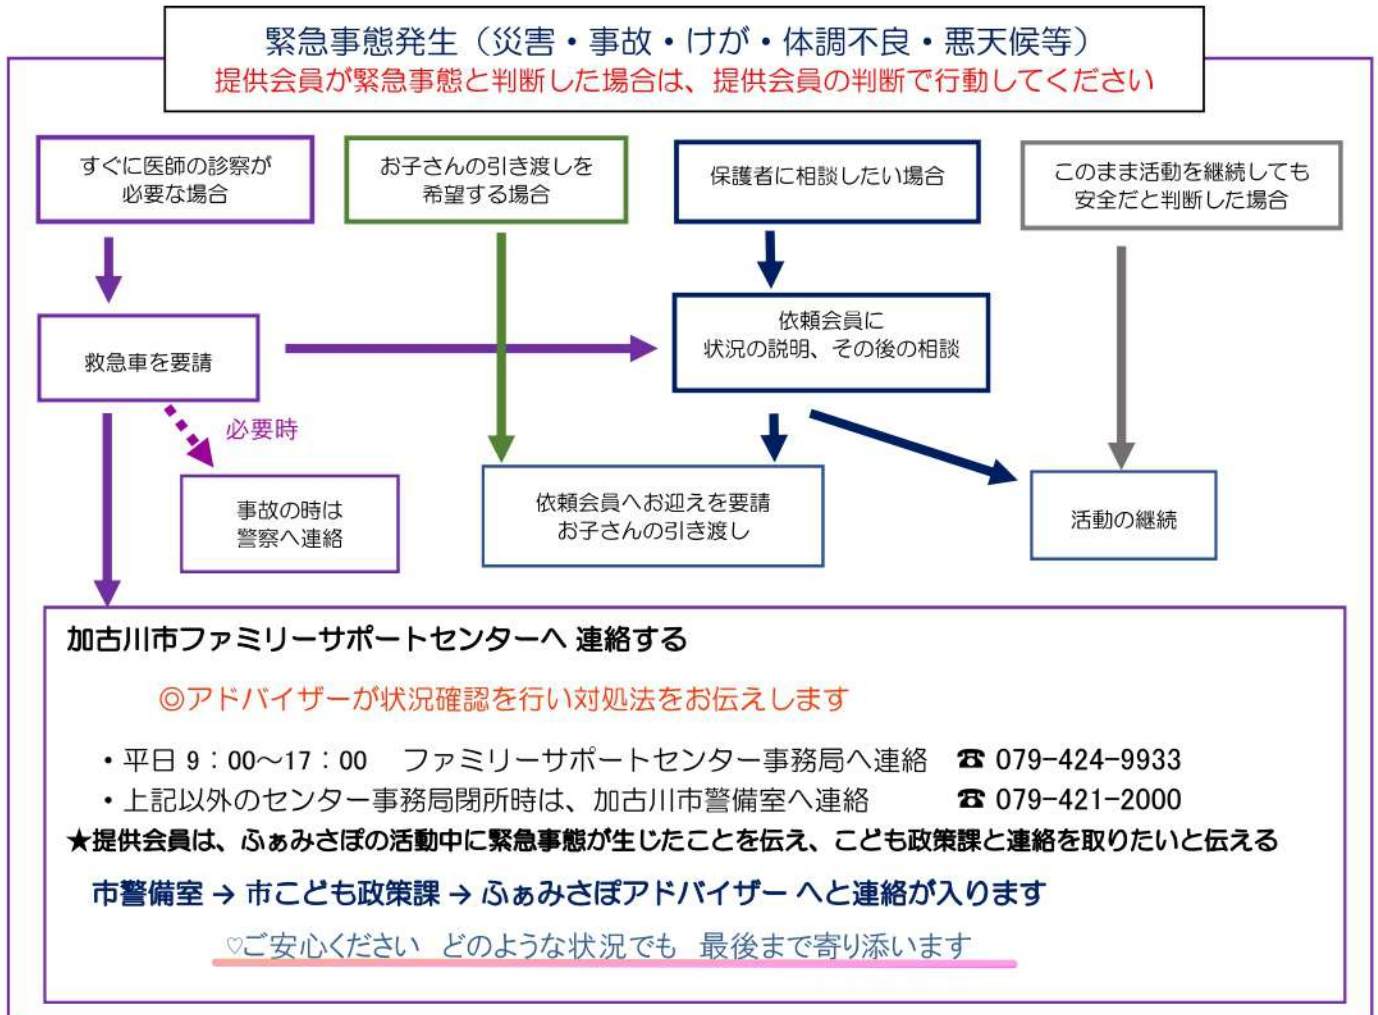 緊急事態発生（災害・事故・けが・体調不良・悪天候等）
提供会員が緊急事態と判断した場合は、提供会員の判断で行動してください
すぐに医師の診察が
必要な場合
お子さんの引き渡しを
希望する場合
保護者に相談したい場合
このまま活動を継続しても
安全だと判断した場合
救急車を要請
依頼会員に
状況の説明、その後の相談
必要時
事故の時は
警察へ連絡
依頼会員へお迎えを要請
お子さんの引き渡し
活動の継続
加古川市ファミリーサポートセンターへ 連絡する
◎アドバイザーが状況確認を行い対処法をお伝えします
・平日 9：00～17：00 ファミリーサポートセンター事務局へ連絡 ☎ 079-424-9933
・上記以外のセンター事務局閉所時は、加古川市警備室へ連絡 ☎ 079-421-2000
★提供会員は、ふぁみさぽの活動中に緊急事態が生じたことを伝え、こども政策課と連絡を取りたいと伝える
市警備室 → 市こども政策課 → ふぁみさぽアドバイザー へと連絡が入ります
♡ご安心ください どのような状況でも 最後まで寄り添います